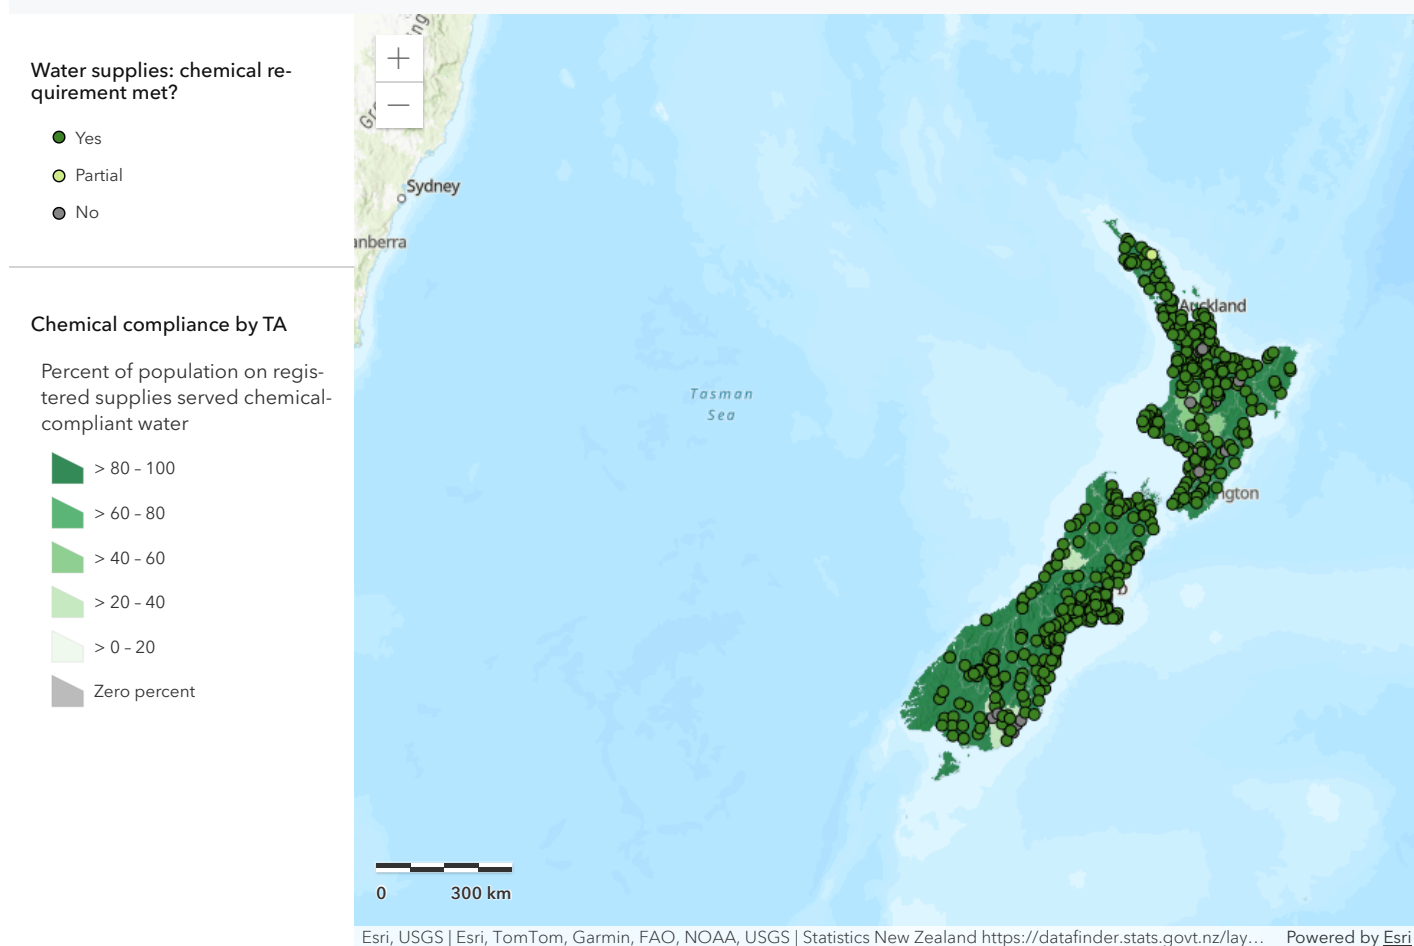 Water supplies: chemical re-
quirement met?
Yes
Partial
No
Chemical compliance by TA
Percent of population on regis-
tered supplies served chemical-
compliant water
> 80 – 100
> 60 – 80
> 40 – 60
> 20 – 40
> 0 – 20
Zero percent
Sydney
anberra
Tasman
Sea
Auckland
ngton
0 300 km
Esri, USGS | Esri, TomTom, Garmin, FAO, NOAA, USGS | Statistics New Zealand https://datafinder.stats.govt.nz/lay… Powered by Esri